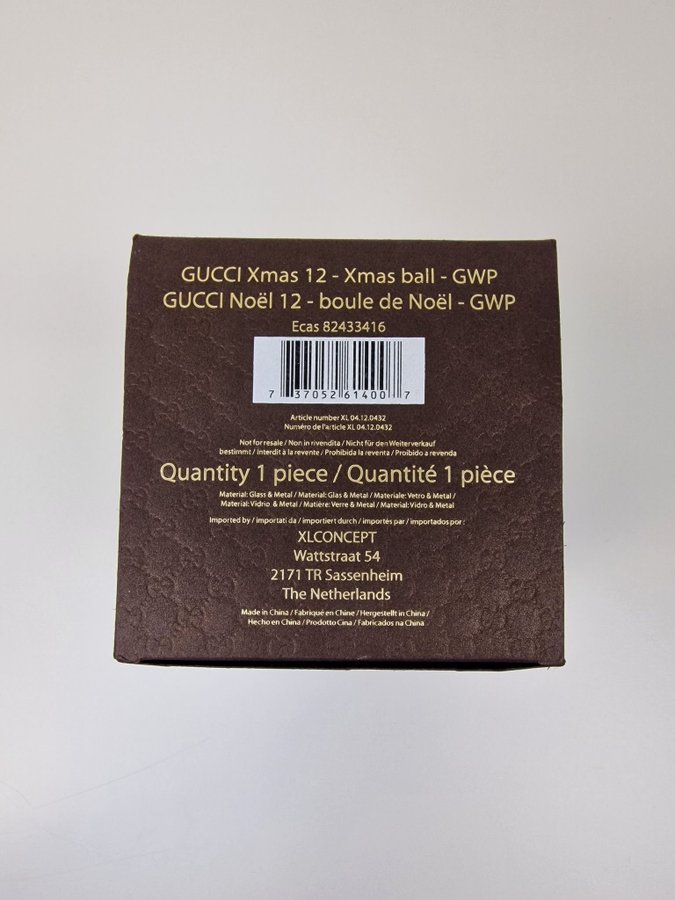 GUCCI Xmas 12 - Xmas ball - GWP
GUCCI Noël 12 - boule de Noël - GWP
Ecas 82433416
7 37052 61400 7
Article number XL 04.12.0432
Numéro de l'article XL 04.12.0432
Not for resale / Non in rivendita / Nicht für den Weiterverkauf
bestimmt / Interdit à la revente / Prohibida la reventa / Proibido a revenda
Quantity 1 piece / Quantité 1 pièce
Material: Glass & Metal / Material: Glas & Metal / Materiale: Vetro & Metal /
Material: Vidrio & Metal / Matière: Verre & Metal / Material: Vidro & Metal
Imported by / importati da / importiert durch / importés par / importados por :
XLCONCEPT
Wattstraat 54
2171 TR Sassenheim
The Netherlands
Made in China / Fabriqué en Chine / Hergestellt in China /
Hecho en China / Prodotto Cina / Fabricados na China